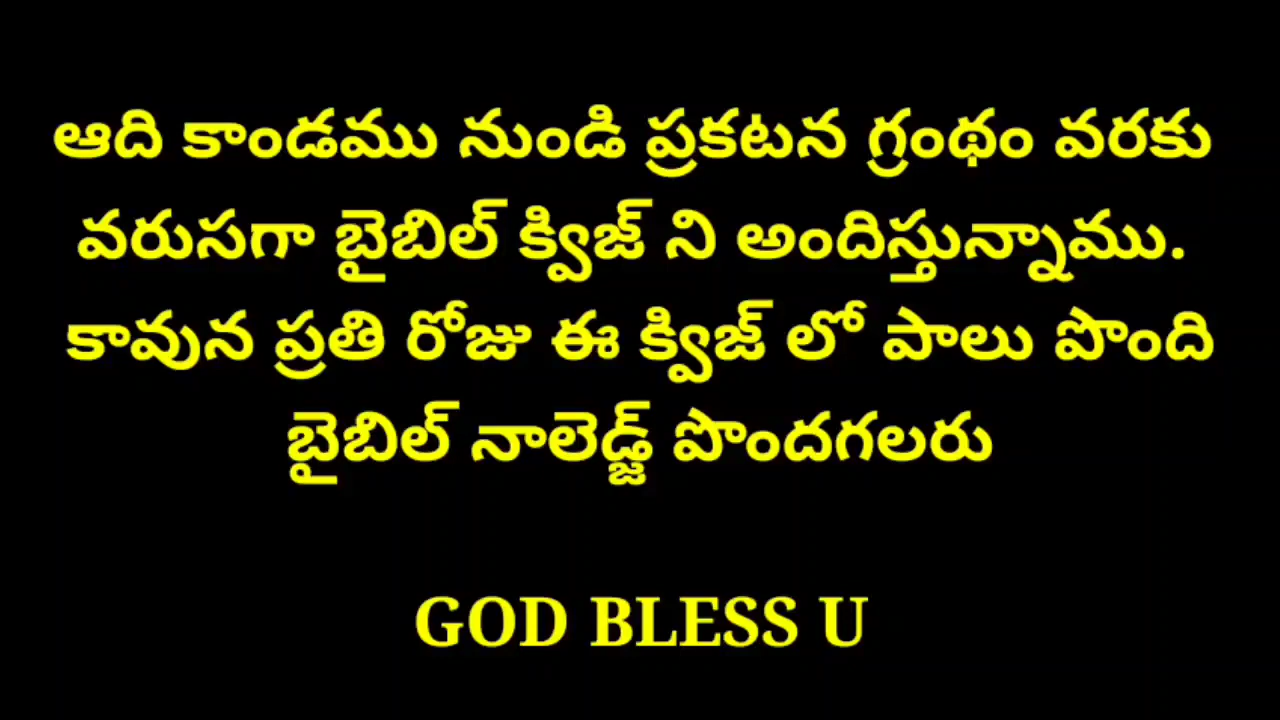 ఆది కాండము నుండి ప్రకటన గ్రంథం వరకు
వరుసగా బైబిల్ క్విజ్ ని అందిస్తున్నాము.
కావున ప్రతి రోజు ఈ క్విజ్ లో పాలు పొంది
బైబిల్ నాలెడ్జ్ పొందగలరు
GOD BLESS U